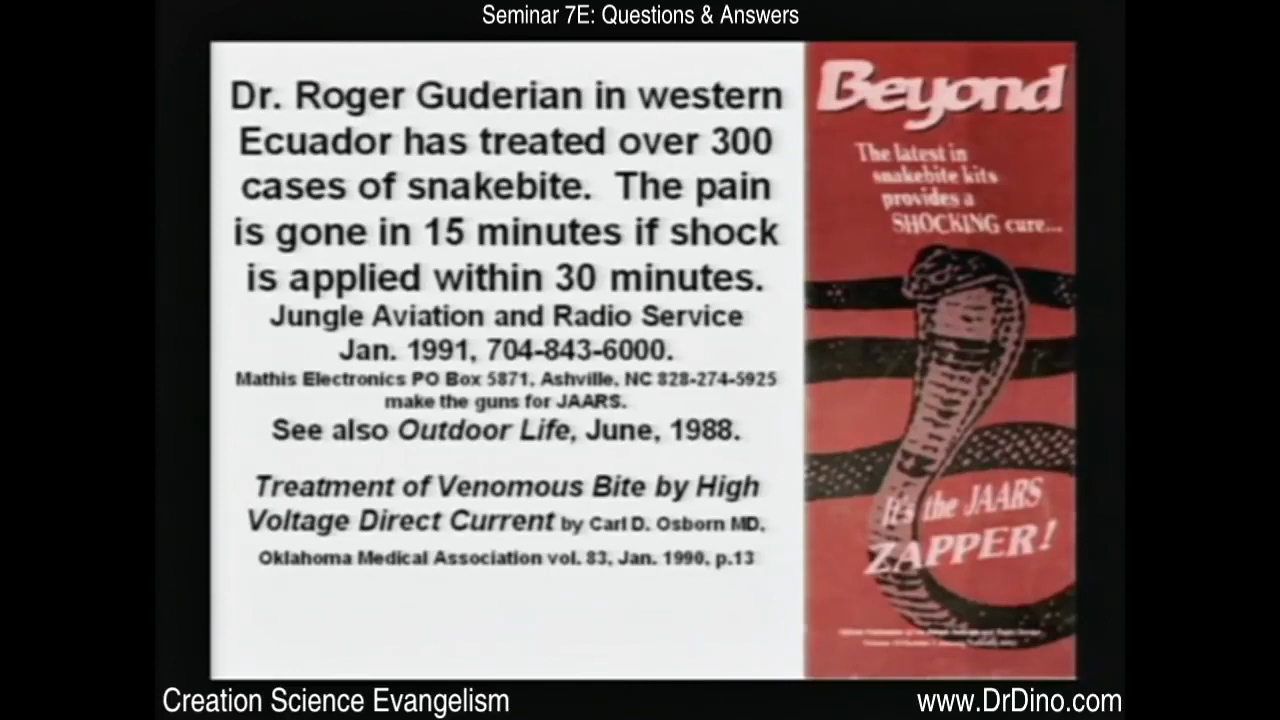 Seminar 7E: Questions & Answers
Dr. Roger Guderian in western
Ecuador has treated over 300
cases of snakebite. The pain
is gone in 15 minutes if shock
is applied within 30 minutes.
Jungle Aviation and Radio Service
Jan. 1991, 704-843-6000.
Mathis Electronics PO Box 5871, Ashville, NC 828-274-5925
make the guns for JAARS.
See also Outdoor Life, June, 1988.
Treatment of Venomous Bite by High
Voltage Direct Current by Carl D. Osborn MD,
Oklahoma Medical Association vol. 83, Jan. 1990, p.13
Beyond
The latest in
snakebite kits
provides a
SHOCKING cure...
It's the JAARS
ZAPPER!
Creation Science Evangelism
www.DrDino.com